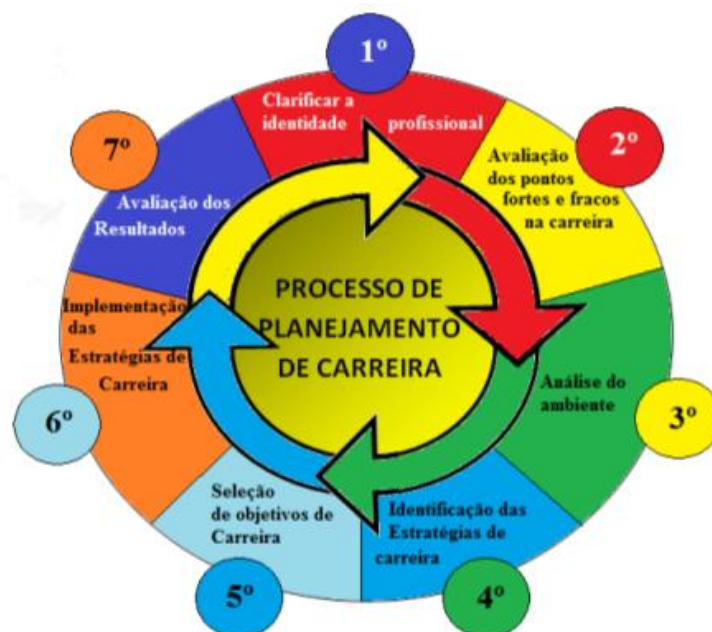 1º
Clarificar a
identidade profissional
2º
Avaliação
dos pontos
fortes e fracos
na carreira
3º
Análise do
ambiente
4º
Identificação das
Estratégias de
carreira
5º
Seleção
de objetivos de
Carreira
6º
Implementação
das
Estratégias de
Carreira
7º
Avaliação dos
Resultados
PROCESSO DE
PLANEJAMENTO
DE CARREIRA